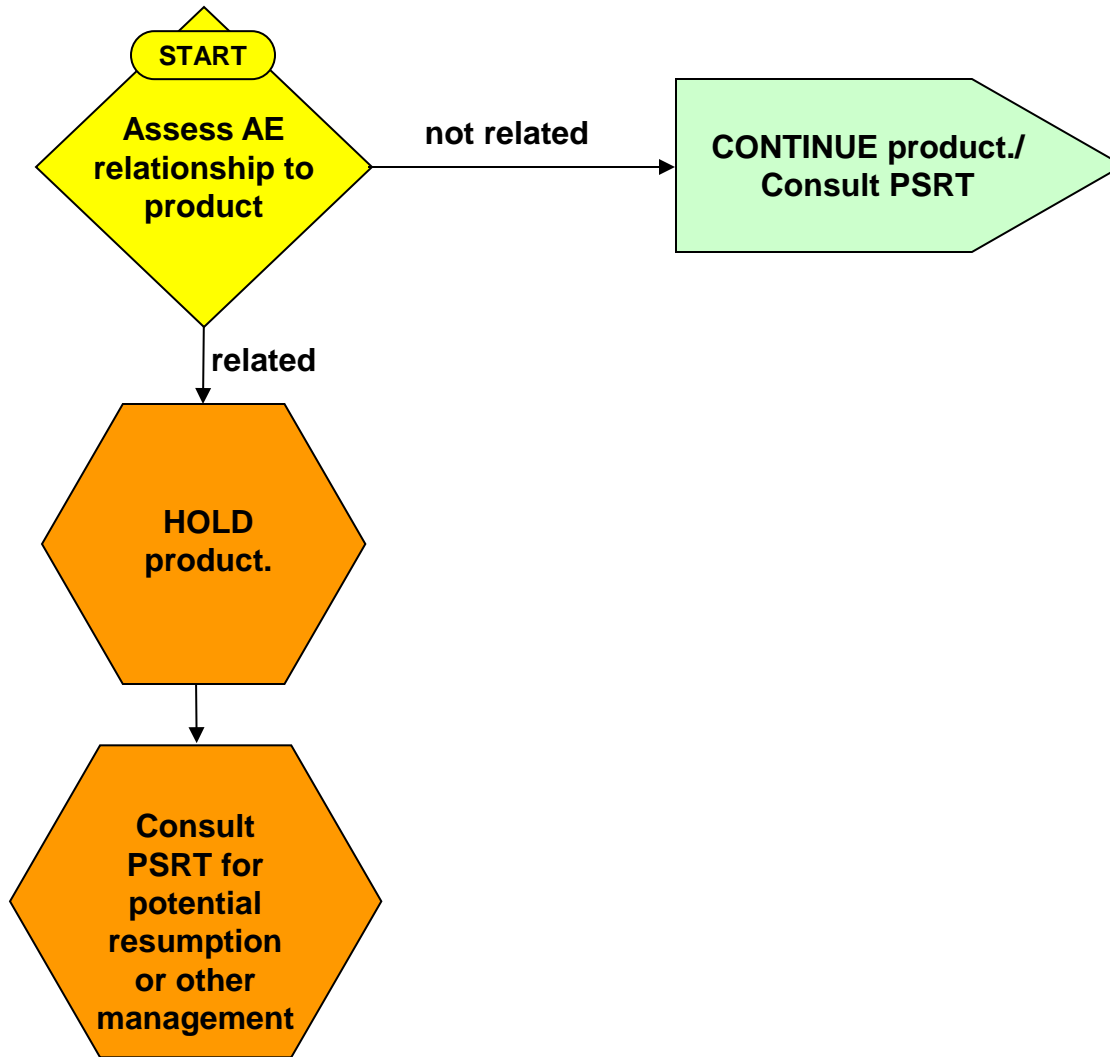 START
Assess AE
relationship to
product
not related
CONTINUE product./
Consult PSRT
related
HOLD
product.
Consult
PSRT for
potential
resumption
or other
management